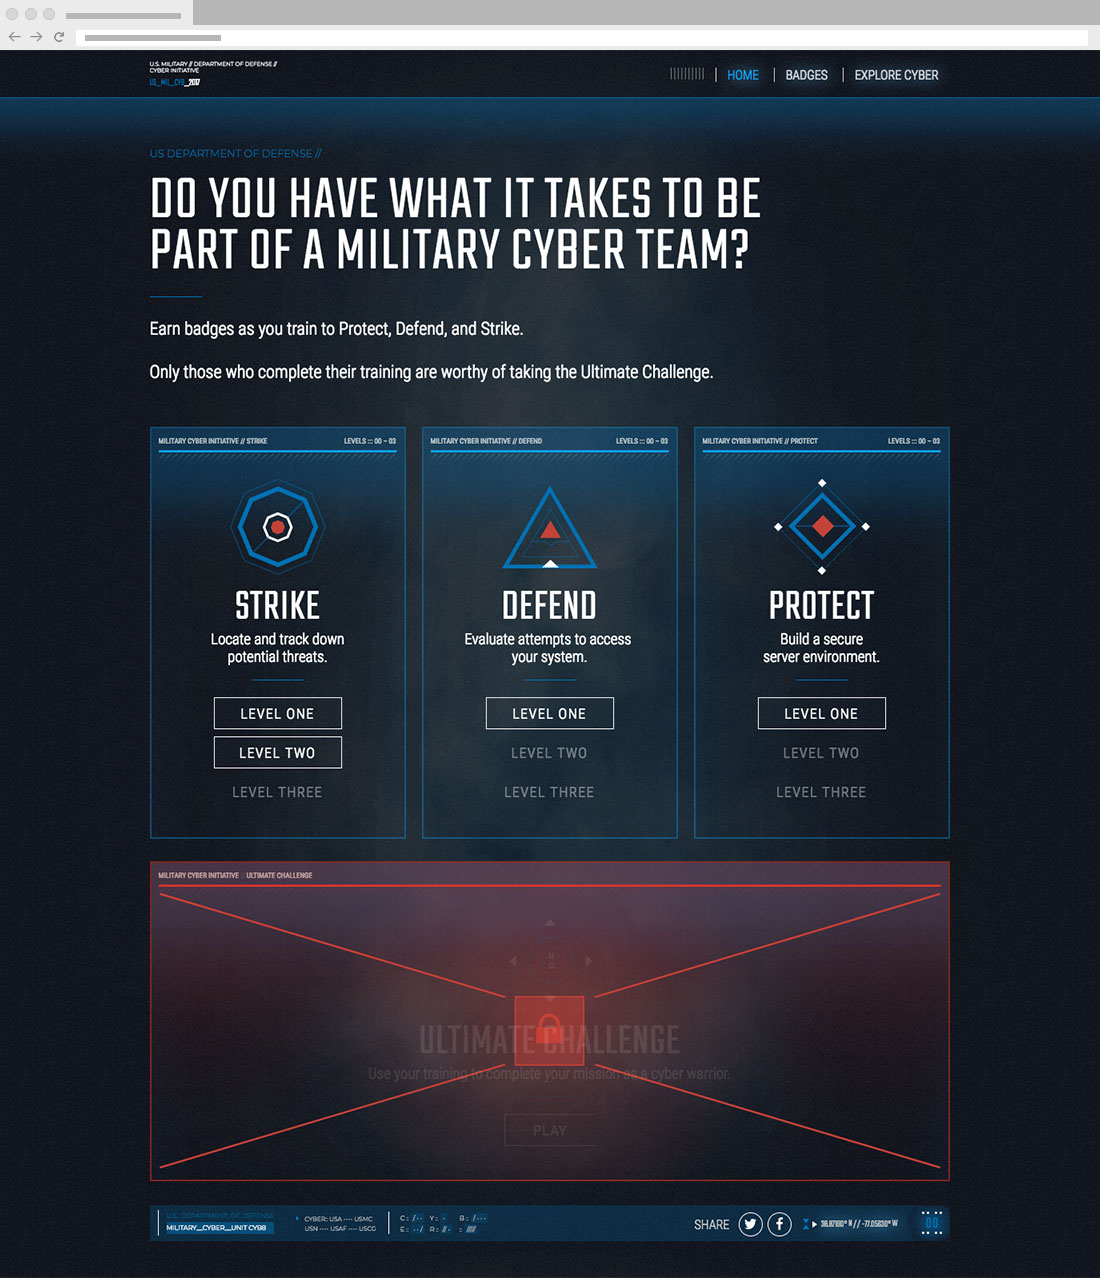 U.S. MILITARY // DEPARTMENT OF DEFENSE //
CYBER INITIATIVE
US_MIL_CYB_2017
HOME
BADGES
EXPLORE CYBER
US DEPARTMENT OF DEFENSE //
DO YOU HAVE WHAT IT TAKES TO BE
PART OF A MILITARY CYBER TEAM?
Earn badges as you train to Protect, Defend, and Strike.
Only those who complete their training are worthy of taking the Ultimate Challenge.
MILITARY CYBER INITIATIVE // STRIKE
LEVELS ::: 00 – 03
STRIKE
Locate and track down
potential threats.
LEVEL ONE
LEVEL TWO
LEVEL THREE
MILITARY CYBER INITIATIVE // DEFEND
LEVELS ::: 00 – 03
DEFEND
Evaluate attempts to access
your system.
LEVEL ONE
LEVEL TWO
LEVEL THREE
MILITARY CYBER INITIATIVE // PROTECT
LEVELS ::: 00 – 03
PROTECT
Build a secure
server environment.
LEVEL ONE
LEVEL TWO
LEVEL THREE
MILITARY CYBER INITIATIVE ULTIMATE CHALLENGE
U
C
ULTIMATE CHALLENGE
Use your training to complete your mission as a cyber warrior.
PLAY
US_DEPARTMENT OF DEFENSE
MILITARY__CYBER__UNIT CYB8
CYBER: USA ---- USMC
USN ---- USAF ---- USCG
SHARE